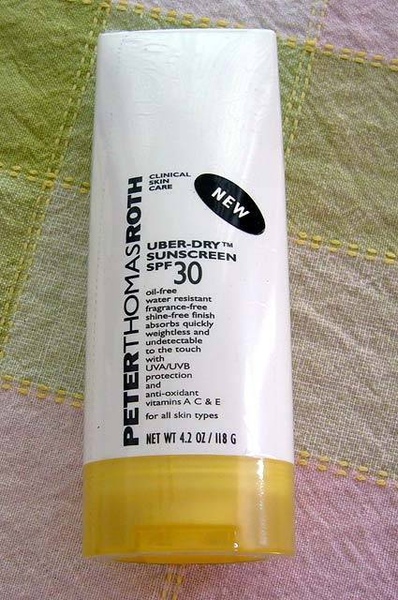 PETERTHOMASROTH
CLINICAL
SKIN
CARE
NEW
UBER-DRY™
SUNSCREEN
SPF 30
oil-free
water resistant
fragrance-free
shine-free finish
absorbs quickly
weightless and
undetectable
to the touch
with
UVA/UVB
protection
and
anti-oxidant
vitamins A C & E
for all skin types
NET WT 4.2 OZ / 118 G